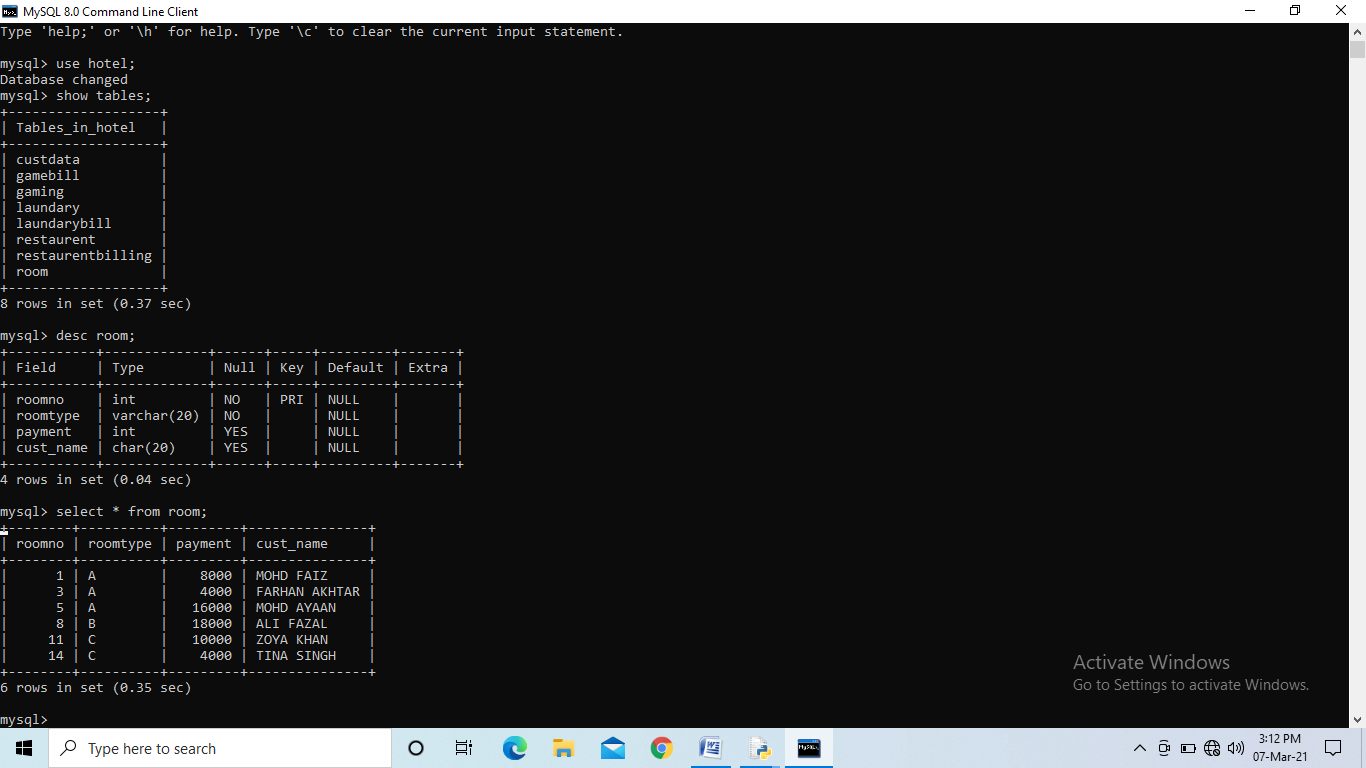 MySQL 8.0 Command Line Client
Type 'help;' or '\h' for help. Type '\c' to clear the current input statement.
mysql> use hotel;
Database changed
mysql> show tables;
+-------------------+
| Tables_in_hotel   |
+-------------------+
| custdata          |
| gamebill          |
| gaming            |
| laundary          |
| laundarybill      |
| restaurent        |
| restaurentbilling |
| room              |
+-------------------+
8 rows in set (0.37 sec)
mysql> desc room;
+-----------+-------------+------+-----+---------+-------+
| Field     | Type        | Null | Key | Default | Extra |
+-----------+-------------+------+-----+---------+-------+
| roomno    | int         | NO   | PRI | NULL    |       |
| roomtype  | varchar(20) | NO   |     | NULL    |       |
| payment   | int         | YES  |     | NULL    |       |
| cust_name | char(20)    | YES  |     | NULL    |       |
+-----------+-------------+------+-----+---------+-------+
4 rows in set (0.04 sec)
mysql> select * from room;
+--------+----------+---------+---------------+
| roomno | roomtype | payment | cust_name     |
+--------+----------+---------+---------------+
|      1 | A        |    8000 | MOHD FAIZ     |
|      3 | A        |    4000 | FARHAN AKHTAR |
|      5 | A        |   16000 | MOHD AYAAN    |
|      8 | B        |   18000 | ALI FAZAL     |
|     11 | C        |   10000 | ZOYA KHAN     |
|     14 | C        |    4000 | TINA SINGH    |
+--------+----------+---------+---------------+
6 rows in set (0.35 sec)
mysql>
Activate Windows
Go to Settings to activate Windows.
Type here to search
3:12 PM
07-Mar-21